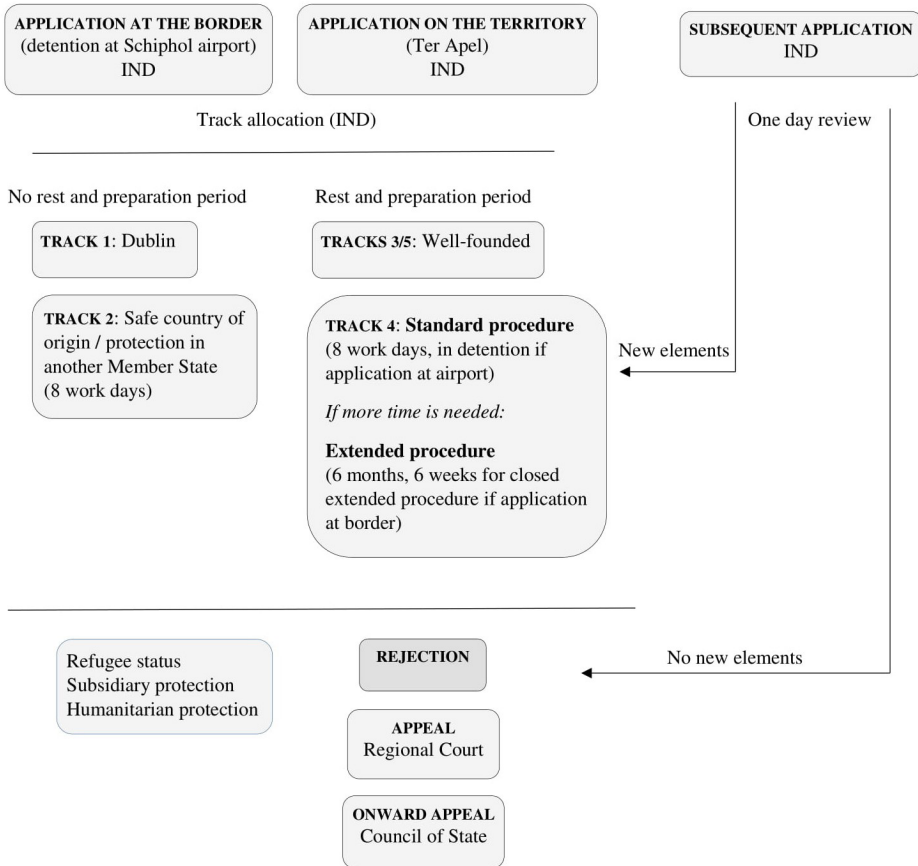 APPLICATION AT THE BORDER
(detention at Schiphol airport)
IND
APPLICATION ON THE TERRITORY
(Ter Apel)
IND
SUBSEQUENT APPLICATION
IND
Track allocation (IND)
One day review
No rest and preparation period
Rest and preparation period
TRACK 1: Dublin
TRACKS 3/5: Well-founded
TRACK 2: Safe country of
origin / protection in
another Member State
(8 work days)
TRACK 4: Standard procedure
(8 work days, in detention if
application at airport)
If more time is needed:
Extended procedure
(6 months, 6 weeks for closed
extended procedure if application
at border)
New elements
Refugee status
Subsidiary protection
Humanitarian protection
REJECTION
No new elements
APPEAL
Regional Court
ONWARD APPEAL
Council of State